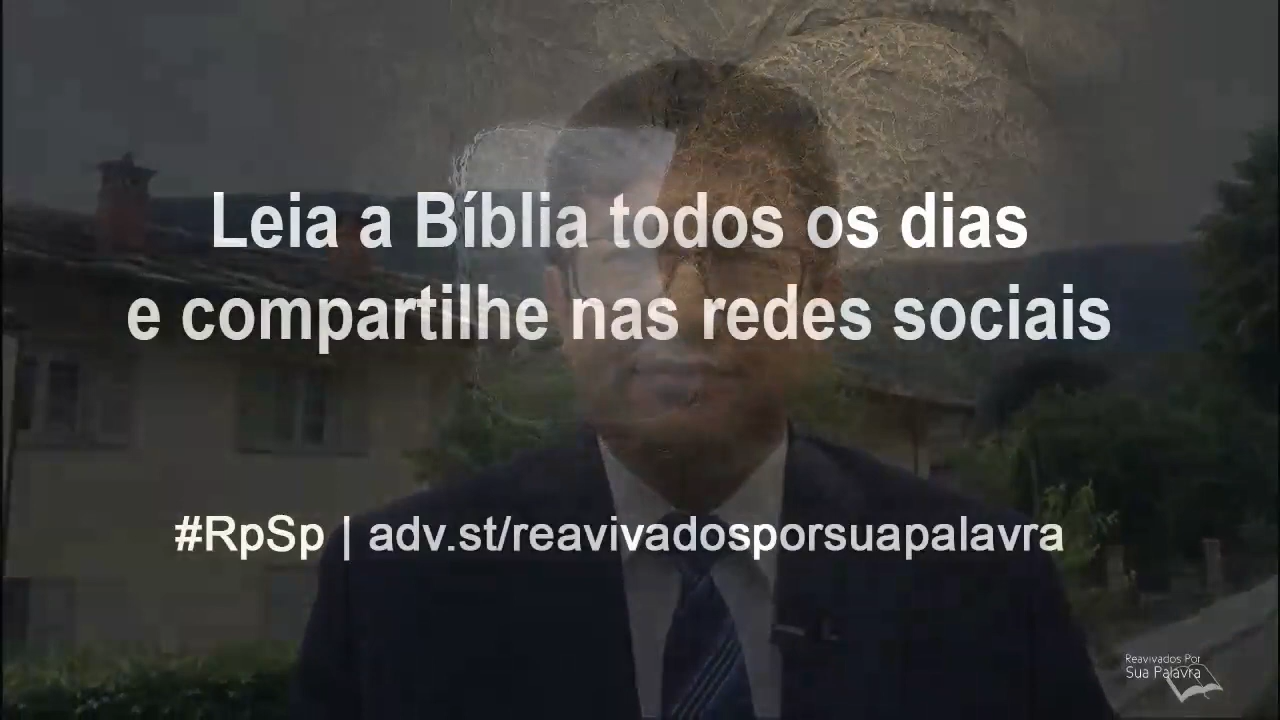 Leia a Bíblia todos os dias
e compartilhe nas redes sociais
#RpSp | adv.st/reavivadosporsuapalavra
Reavivados Por
Sua Palavra